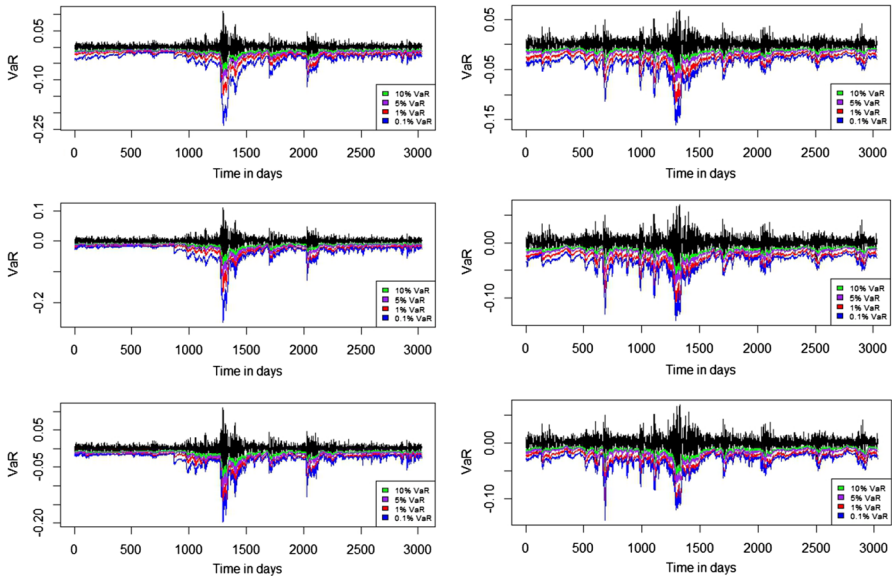 VaR
0.05
-0.10
-0.25
10% VaR
5% VaR
1% VaR
0.1% VaR
0 500 1000 1500 2000 2500 3000
Time in days
VaR
0.05
-0.05
-0.15
10% VaR
5% VaR
1% VaR
0.1% VaR
0 500 1000 1500 2000 2500 3000
Time in days
VaR
0.1
0.0
-0.2
10% VaR
5% VaR
1% VaR
0.1% VaR
0 500 1000 1500 2000 2500 3000
Time in days
VaR
0.00
-0.10
10% VaR
5% VaR
1% VaR
0.1% VaR
0 500 1000 1500 2000 2500 3000
Time in days
VaR
0.05
-0.05
-0.20
10% VaR
5% VaR
1% VaR
0.1% VaR
0 500 1000 1500 2000 2500 3000
Time in days
VaR
0.00
-0.10
10% VaR
5% VaR
1% VaR
0.1% VaR
0 500 1000 1500 2000 2500 3000
Time in days